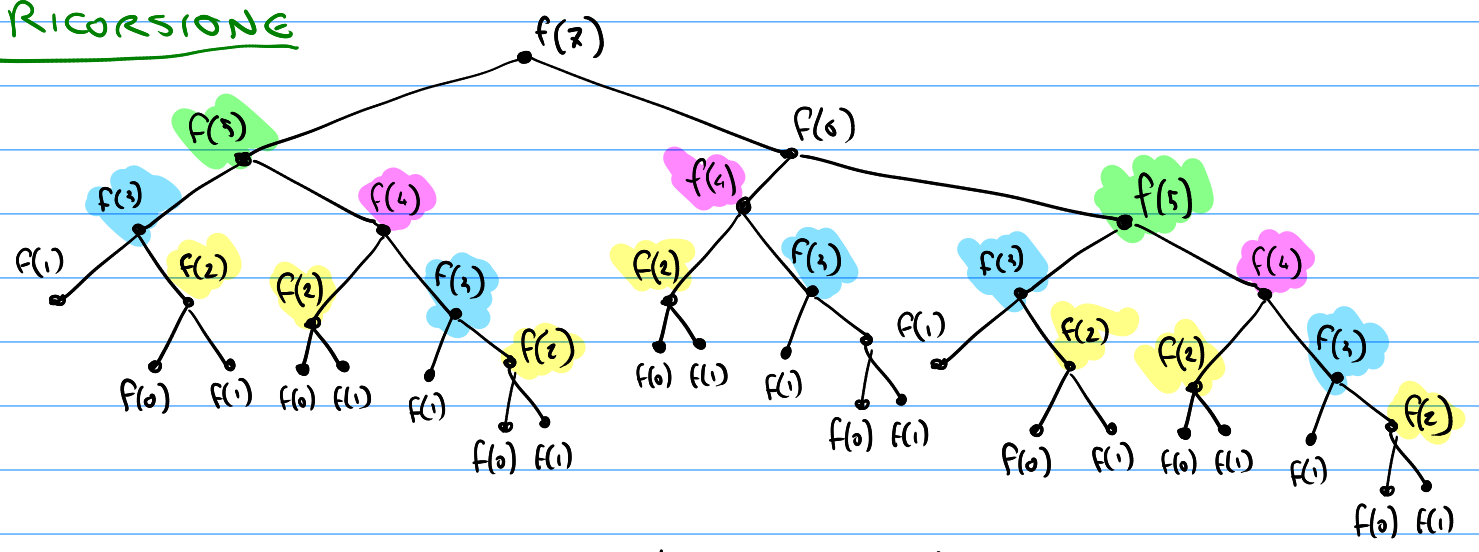 RICORSIONE
f(7)
f(5) f(6)
f(3) f(4) f(4) f(5)
f(1) f(2) f(2) f(3) f(2) f(3) f(3) f(4)
f(0) f(1) f(0) f(1) f(1) f(2) f(0) f(1) f(1) f(1) f(2) f(2) f(3)
f(0) f(1) f(0) f(1) f(0) f(1) f(0) f(1) f(1) f(2)
f(0) f(1)